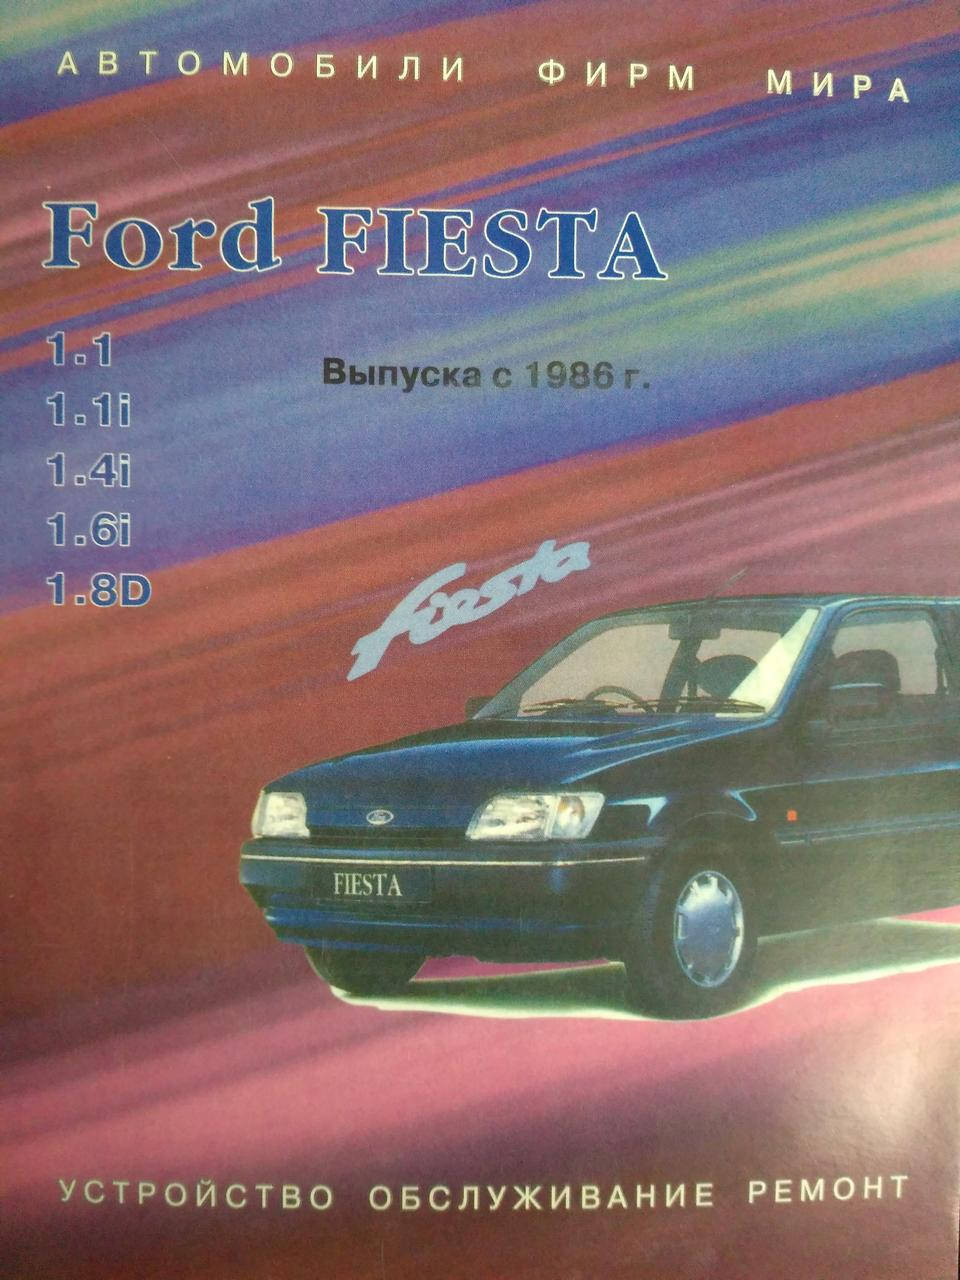 АВТОМОБИЛИ ФИРМ МИРА
Ford FIESTA
1.1
Выпуска с 1986 г.
1.1i
1.4i
1.6i
1.8D
Fiesta
Ford
FIESTA
УСТРОЙСТВО ОБСЛУЖИВАНИЕ РЕМОНТ